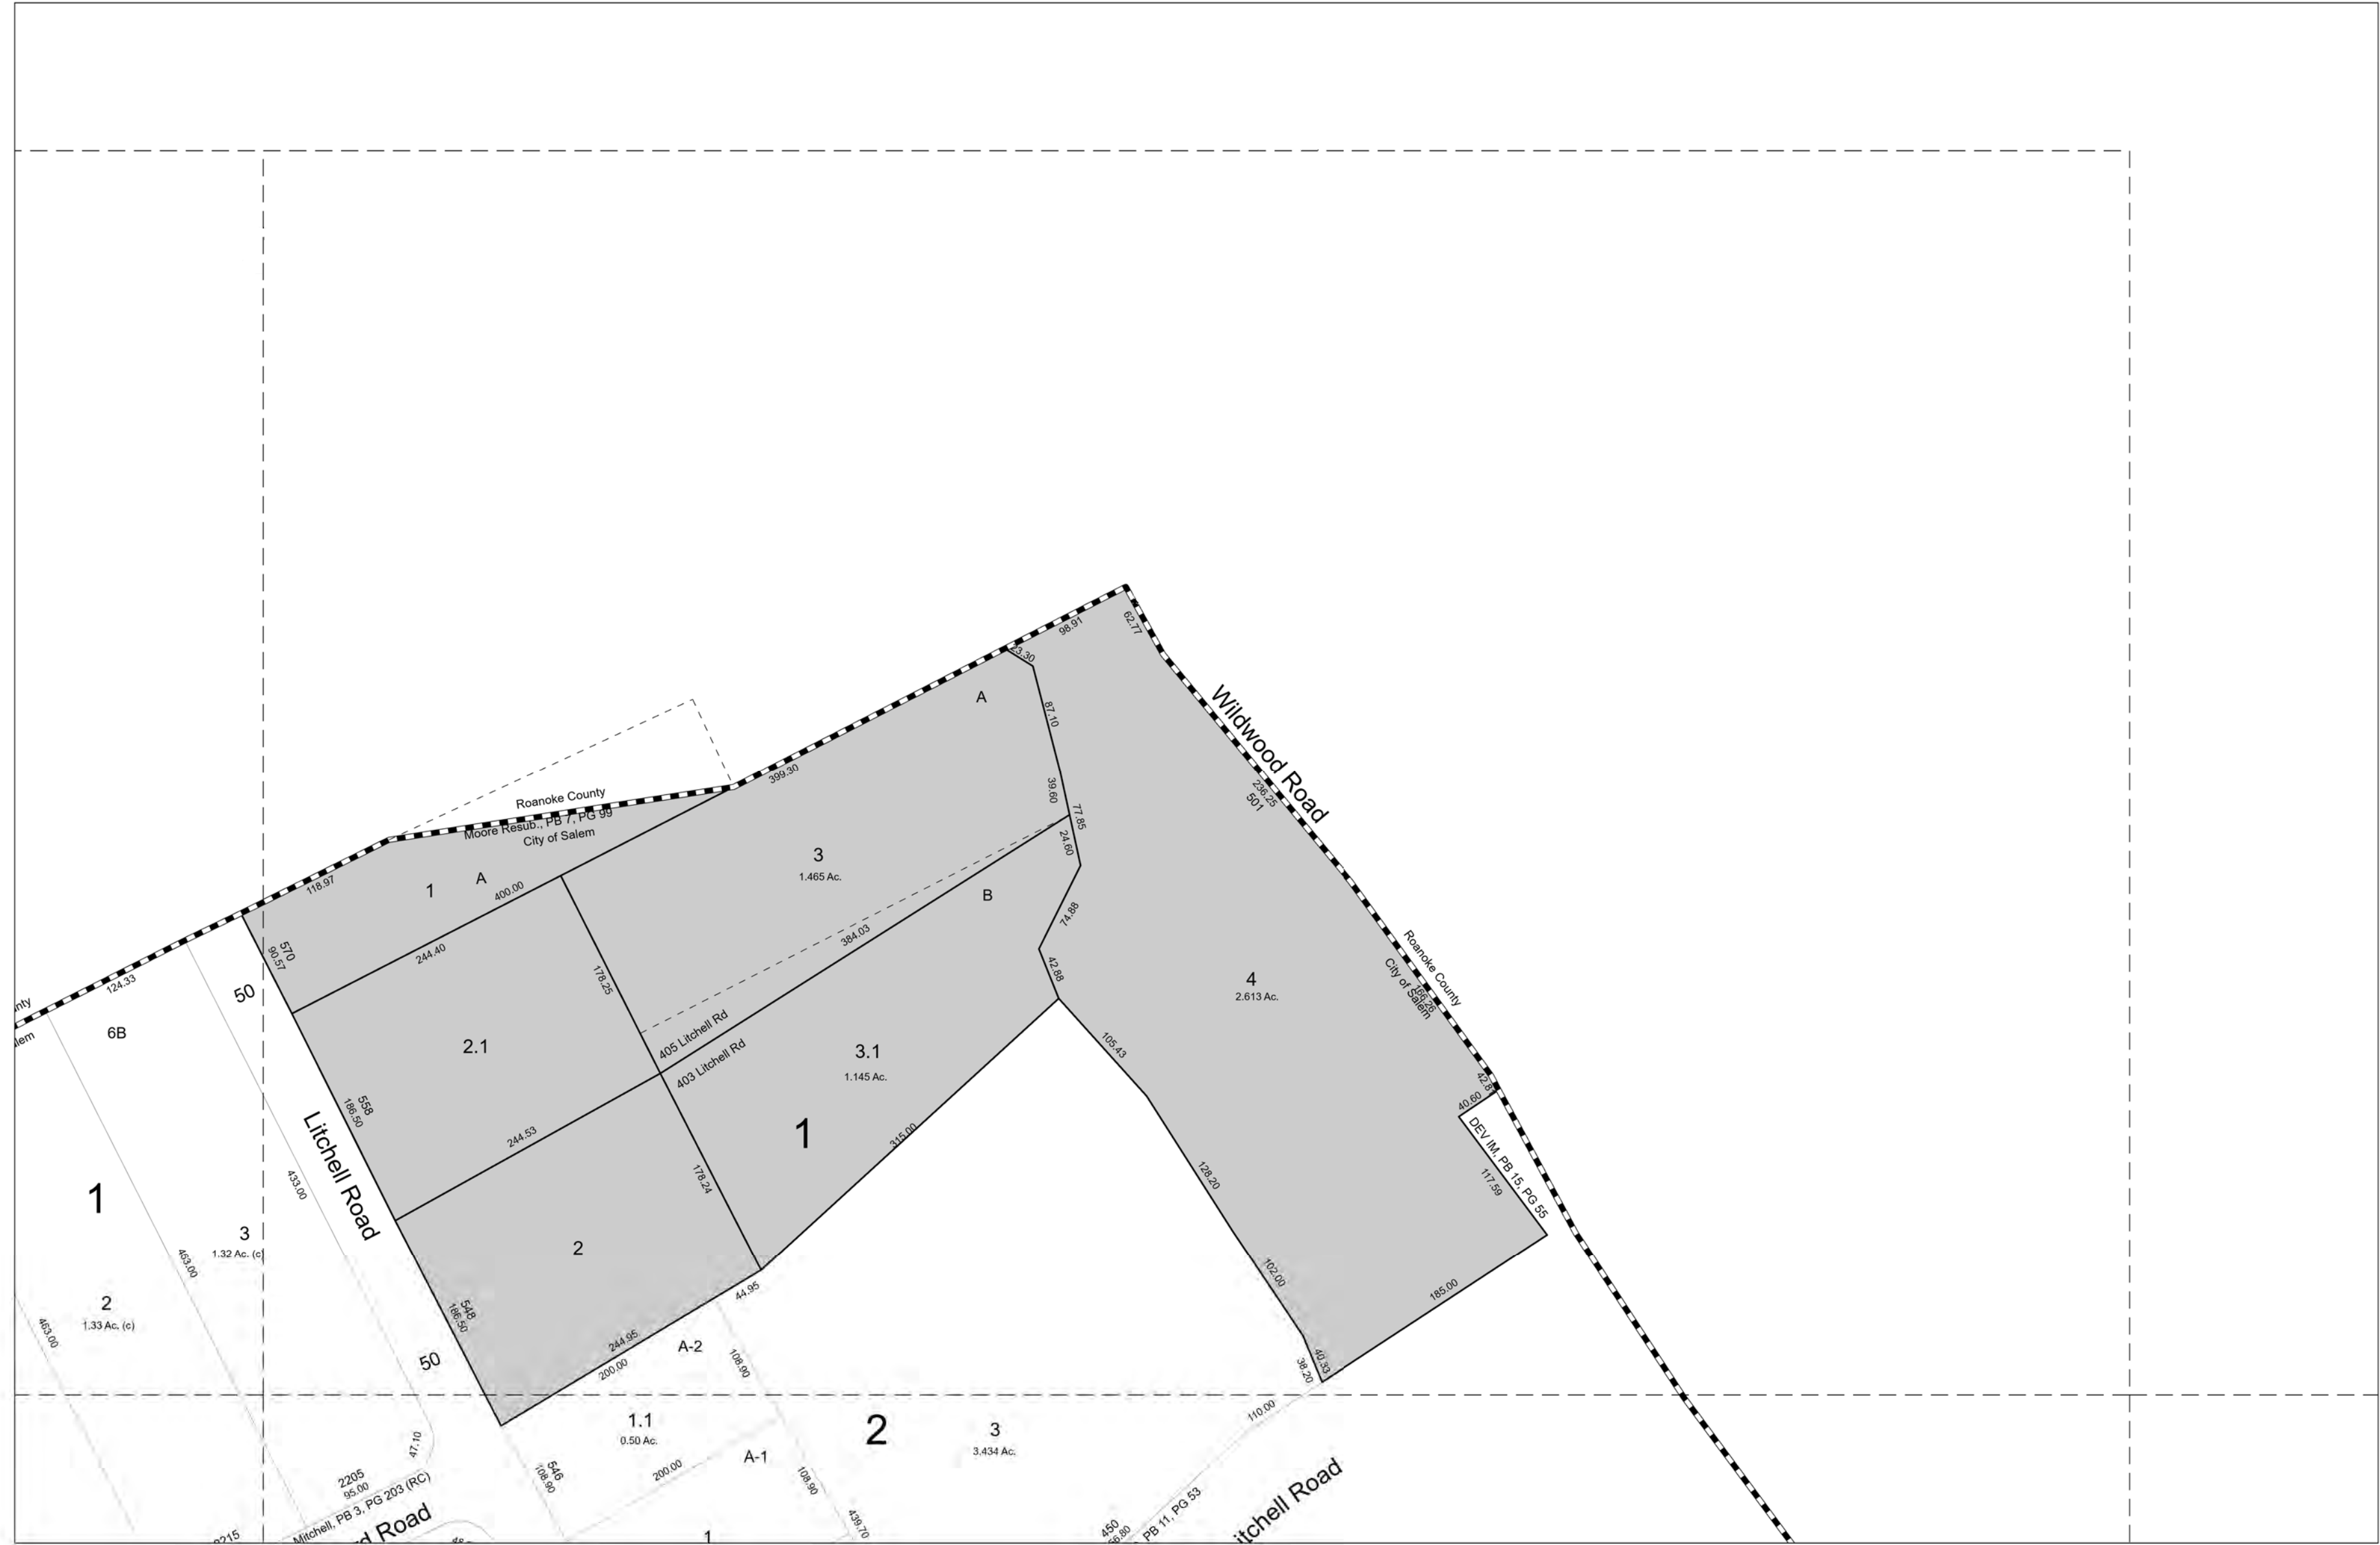 98.91
62.77
23.30
A
87.10
Wildwood Road
236.25
501
39.60
77.85
24.60
399.30
Roanoke County
Moore Resub., PB 7, PG 99
City of Salem
3
1.465 Ac.
118.97
1
A
400.00
B
74.88
384.03
244.40
570
90.57
178.25
42.88
Roanoke County
City of Salem
166.26
4
2.613 Ac.
124.33
50
6B
2.1
405 Litchell Rd
403 Litchell Rd
3.1
1.145 Ac.
105.43
40.60
DEV IM, PB 15, PG 55
117.59
558
186.50
244.53
1
315.00
Litchell Road
178.24
128.20
1
433.00
3
1.32 Ac. (c)
463.00
2
102.00
185.00
44.95
2
1.33 Ac. (c)
463.00
548
186.50
244.95
200.00
A-2
108.90
50
38.20
40.33
110.00
1.1
0.50 Ac.
2
3
3.434 Ac.
47.10
A-1
200.00
546
108.90
108.90
2205
95.00
Mitchell, PB 3, PG 203 (RC)
439.70
450
PB 11, PG 53
itchell Road
d Road
2215
1